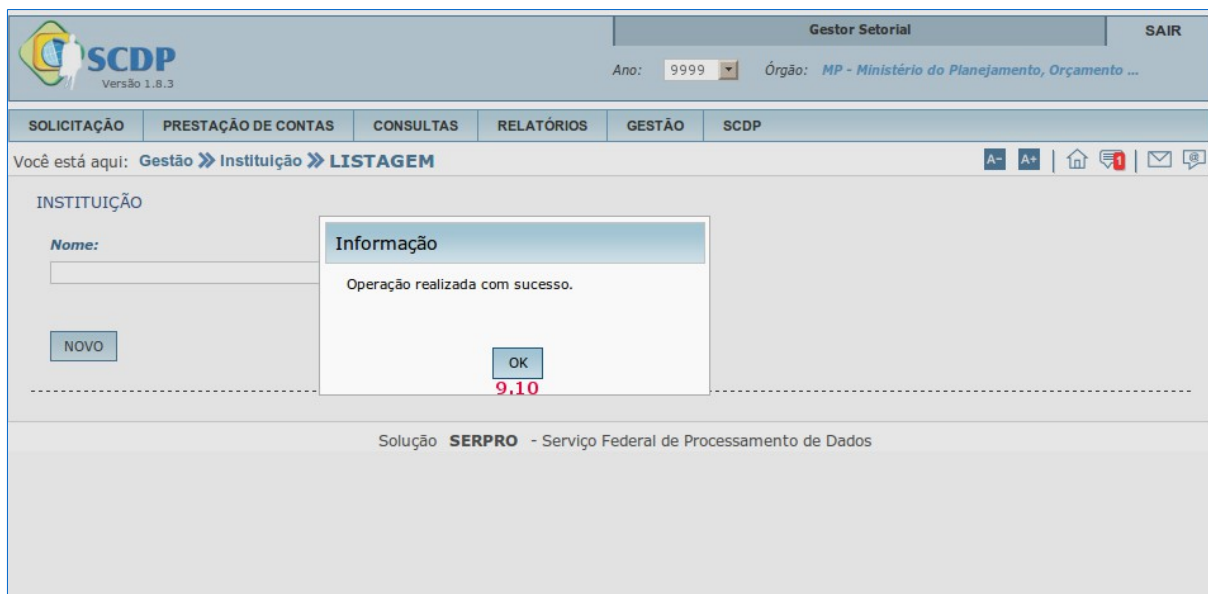 Gestor Setorial SAIR
SCDP
Versão 1.8.3
Ano: 9999 Órgão: MP - Ministério do Planejamento, Orçamento ...
SOLICITAÇÃO PRESTAÇÃO DE CONTAS CONSULTAS RELATÓRIOS GESTÃO SCDP
Você está aqui: Gestão Instituição LISTAGEM A- A+ 1 @
INSTITUIÇÃO
Nome:
Informação
Operação realizada com sucesso.
NOVO
OK
9.10
Solução SERPRO - Serviço Federal de Processamento de Dados